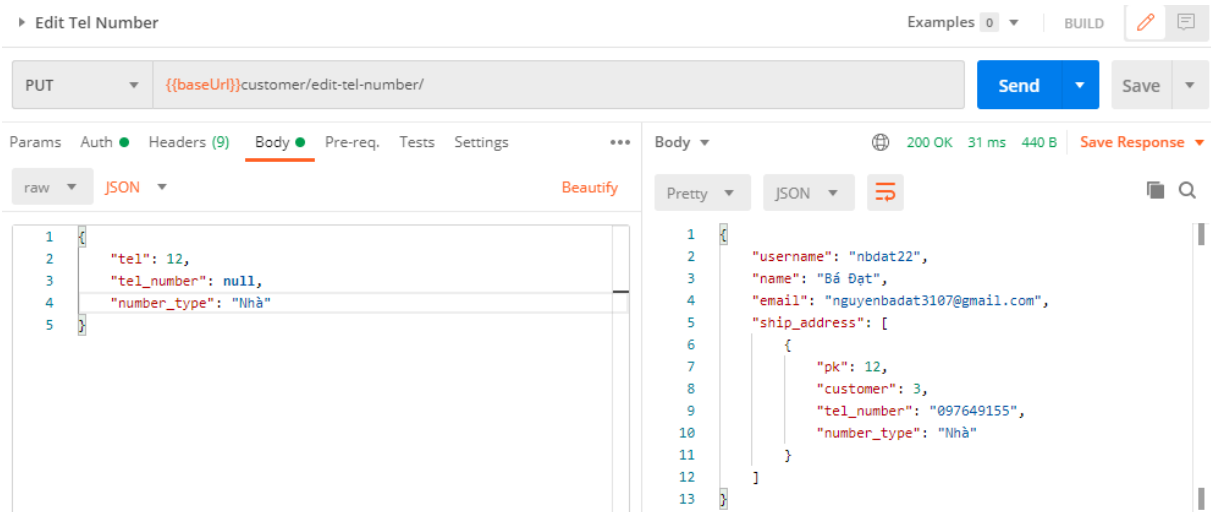 Edit Tel Number Examples 0 BUILD
PUT {{baseUrl}}customer/edit-tel-number/ Send Save
Params Auth Headers (9) Body Pre-req. Tests Settings
raw JSON Beautify
1 {
2 "tel": 12,
3 "tel_number": null,
4 "number_type": "Nhà"
5 }
Body 200 OK 31 ms 440 B Save Response
Pretty JSON
1 {
2 "username": "nbdat22",
3 "name": "Bá Đạt",
4 "email": "nguyenbadat3107@gmail.com",
5 "ship_address": [
6 {
7 "pk": 12,
8 "customer": 3,
9 "tel_number": "097649155",
10 "number_type": "Nhà"
11 }
12 ]
13 }